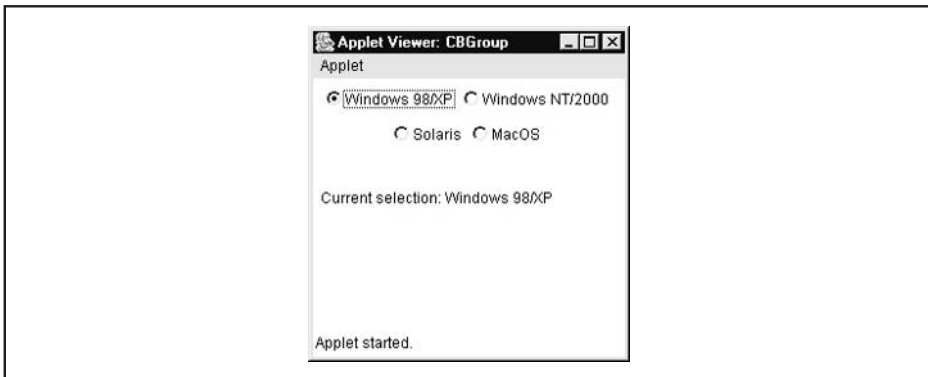 Applet Viewer: CBGroup
Applet
Windows 98/XP Windows NT/2000
Solaris MacOS
Current selection: Windows 98/XP
Applet started.